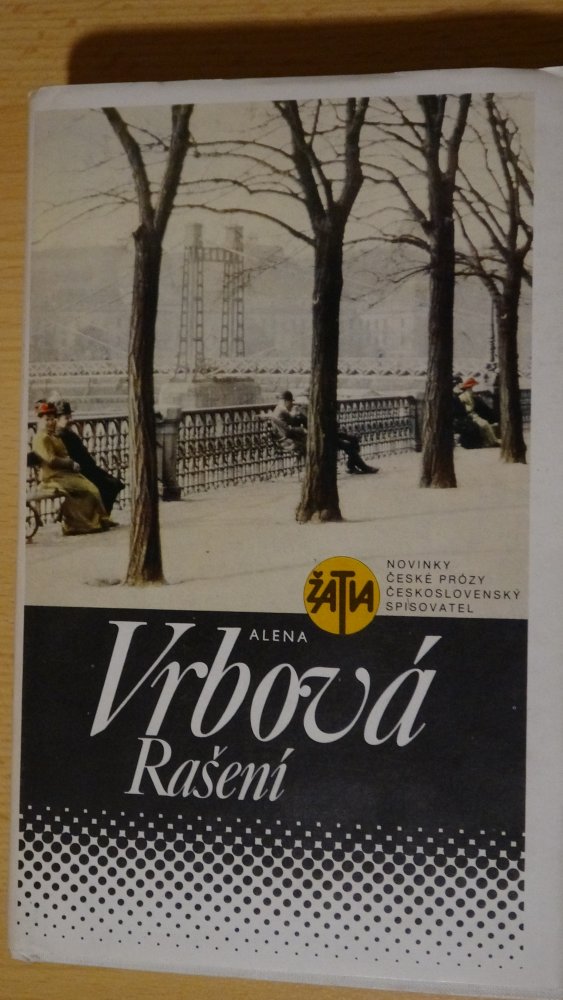 ŽATVA
NOVINKY
ČESKÉ PRÓZY
ČESKOSLOVENSKÝ
SPISOVATEL
ALENA
Vrbová
Rašení